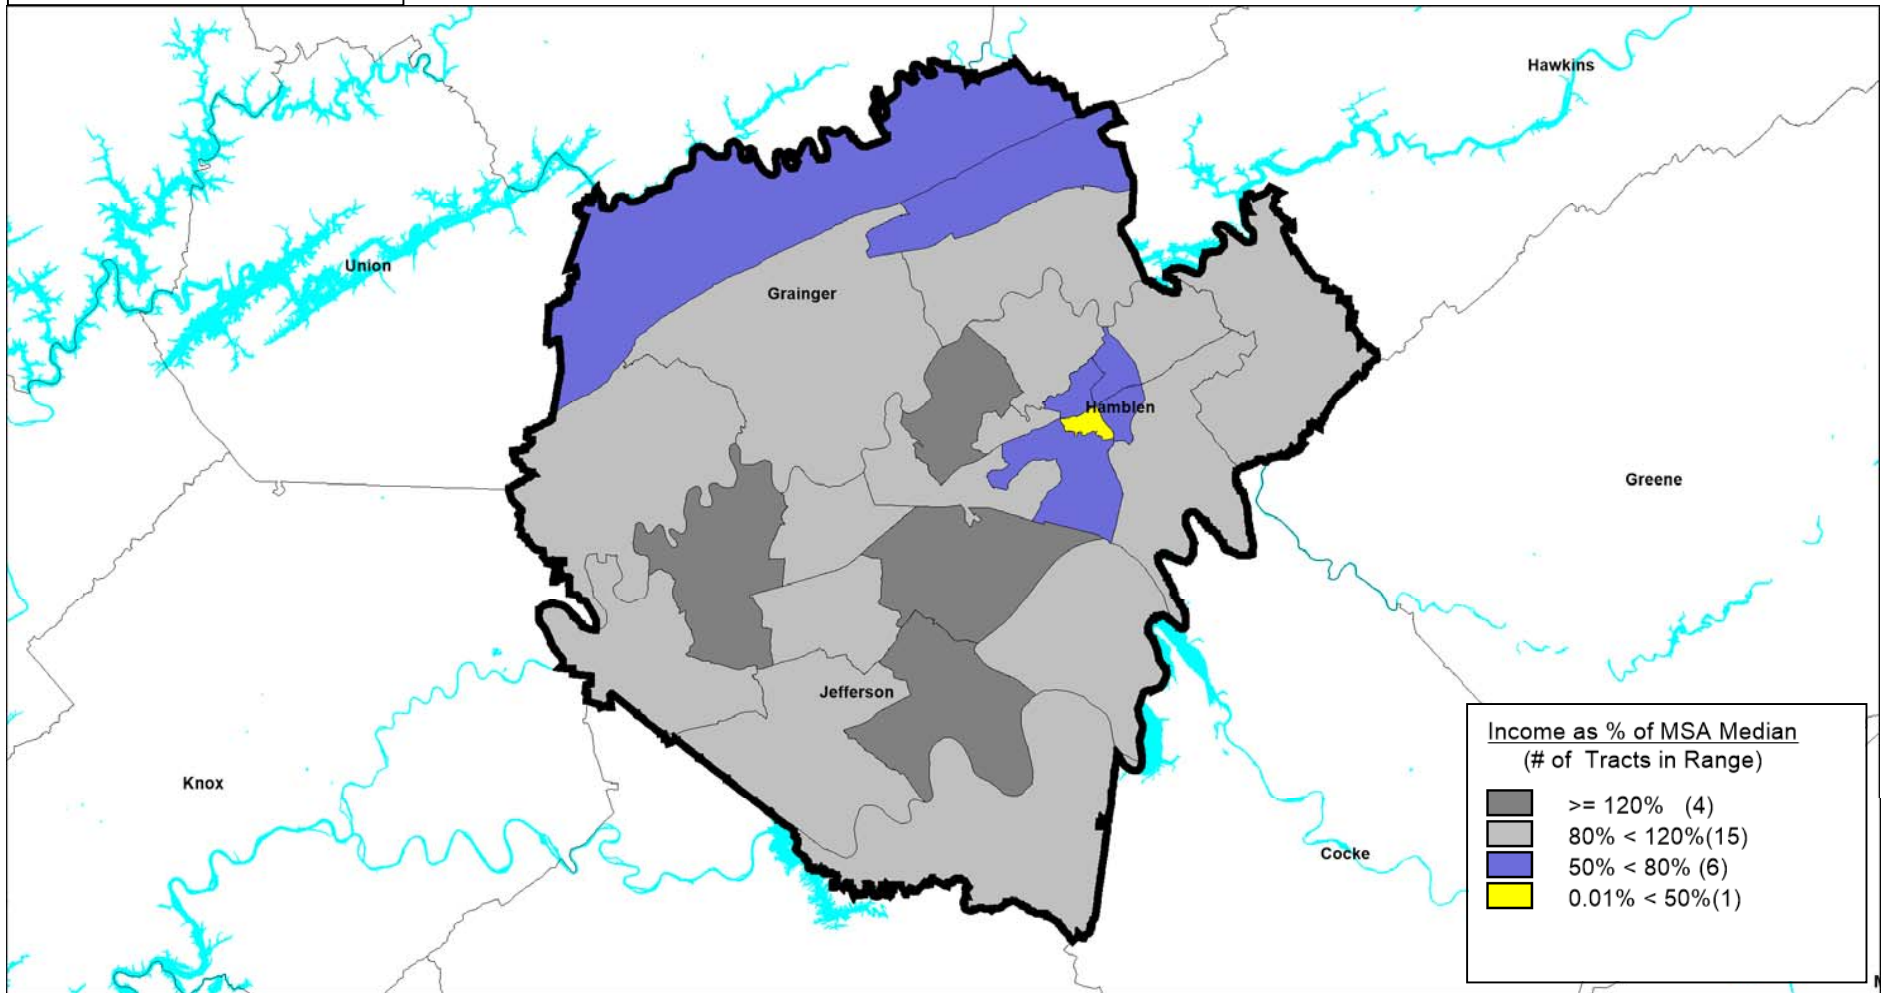 Hawkins
Union
Grainger
Hamblen
Greene
Jefferson
Knox
Cocke
Income as % of MSA Median
(# of Tracts in Range)
>= 120% (4)
80% < 120%(15)
50% < 80% (6)
0.01% < 50%(1)